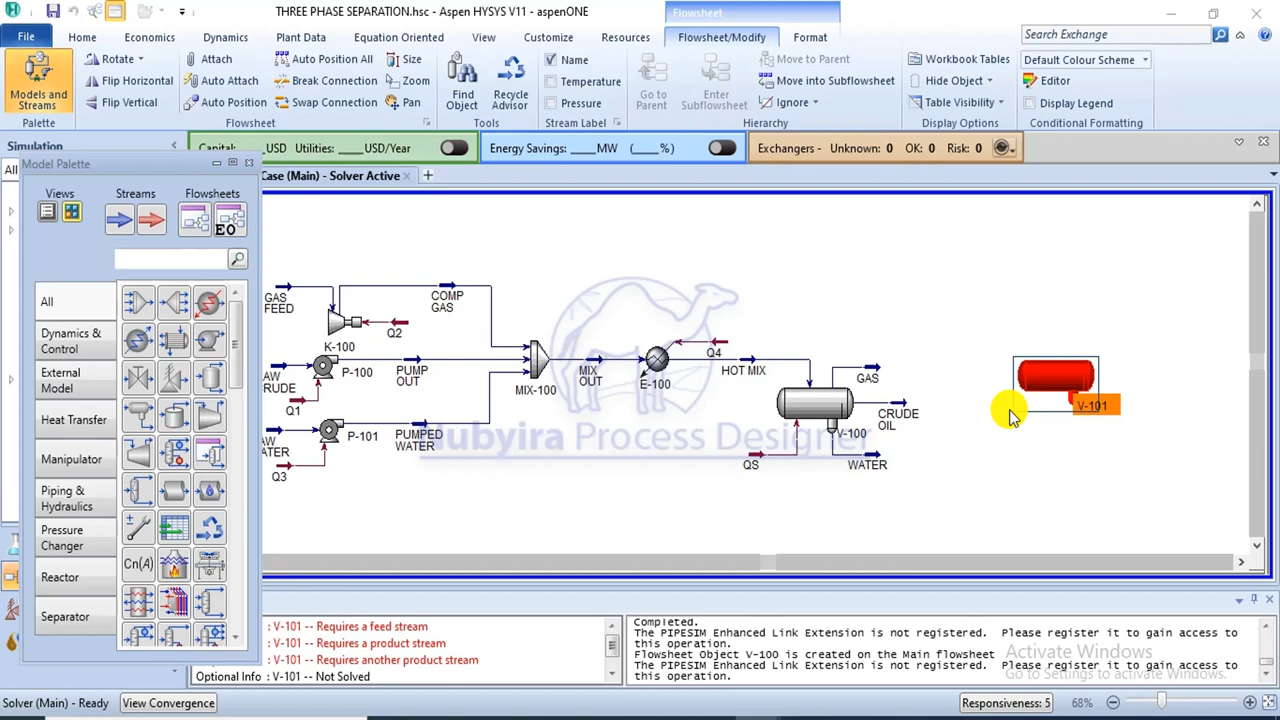 THREE PHASE SEPARATION.hsc - Aspen HYSYS V11 - aspenONE
Flowsheet
File Home Economics Dynamics Plant Data Equation Oriented View Customize Resources Flowsheet/Modify Format
Search Exchange
Models and Streams
Palette
Rotate
Flip Horizontal
Flip Vertical
Attach
Auto Attach
Auto Position
Auto Position All
Break Connection
Swap Connection
Size
Zoom
Pan
Flowsheet
Find Object
Recycle Advisor
Tools
Name
Temperature
Pressure
Stream Label
Go to Parent
Enter Subflowsheet
Move to Parent
Move into Subflowsheet
Ignore
Hierarchy
Workbook Tables
Hide Object
Table Visibility
Display Options
Default Colour Scheme
Editor
Display Legend
Conditional Formatting
Simulation
Capital: USD Utilities: ____USD/Year
Energy Savings: ____MW (____%)
Exchangers - Unknown: 0 OK: 0 Risk: 0
All
Model Palette
Case (Main) - Solver Active
Views Streams Flowsheets
EO
All
Dynamics & Control
External Model
Heat Transfer
Manipulator
Piping & Hydraulics
Pressure Changer
Reactor
Separator
Cn(A)
GAS FEED
COMP GAS
Q2
K-100
P-100
PUMP OUT
Q1
P-101
PUMPED WATER
Q3
MIX-100
MIX OUT
E-100
Q4
HOT MIX
GAS
CRUDE OIL
V-100
QS
WATER
V-101
Process Designer
: V-101 -- Requires a feed stream
: V-101 -- Requires a product stream
: V-101 -- Requires another product stream
Optional Info : V-101 -- Not Solved
Completed.
The PIPESIM Enhanced Link Extension is not registered. Please register it to gain access to
this operation.
Flowsheet Object V-100 is created on the Main flowsheet
The PIPESIM Enhanced Link Extension is not registered. Please register it to gain access to
this operation.
Activate Windows
Go to Settings to activate Windows.
Solver (Main) - Ready
View Convergence
Responsiveness: 5
68%